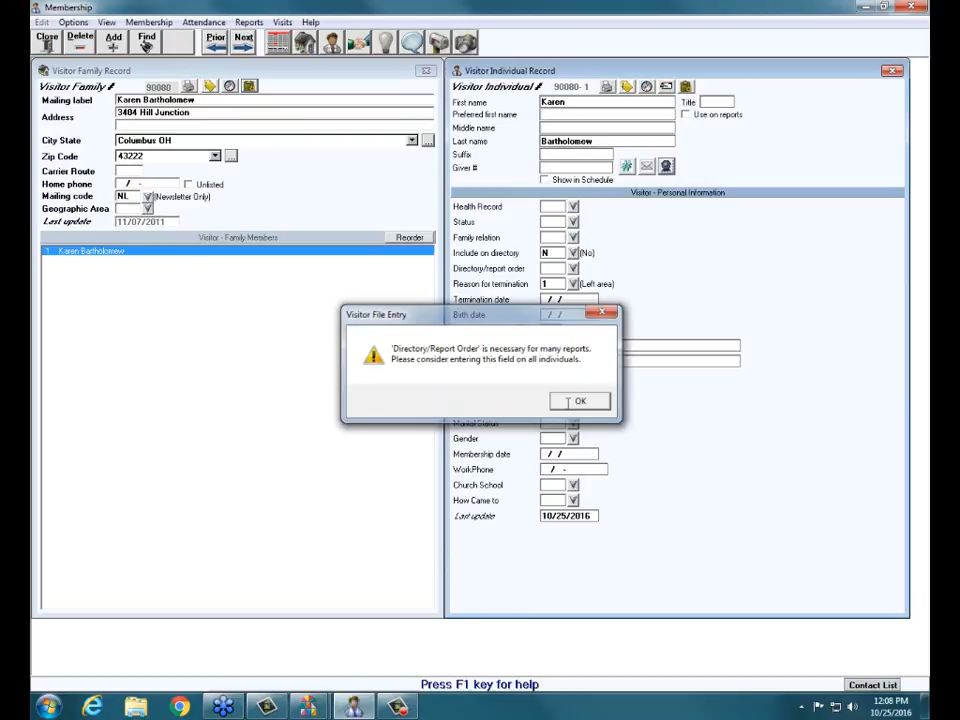 Membership
Edit Options View Membership Attendance Reports Visits Help
Close Delete Add Find Prior Next
Visitor Family Record
Visitor Family # 90080
Mailing label Karen Bartholomew
Address 3404 Hill Junction
City State Columbus OH
Zip Code 43222
Carrier Route
Home phone / - Unlisted
Mailing code NL (Newsletter Only)
Geographic Area
Last update 11/07/2011
Visitor - Family Members Reorder
1 Karen Bartholomew
Visitor Individual Record
Visitor Individual # 90080- 1
First name Karen Title
Preferred first name Use on reports
Middle name
Last name Bartholomew
Suffix
Giver #
Show in Schedule
Visitor - Personal Information
Health Record
Status
Family relation
Include on directory N (No)
Directory/report order
Reason for termination 1 (Left area)
Termination date / /
Birth date / /
Visitor File Entry
'Directory/Report Order' is necessary for many reports.
Please consider entering this field on all individuals.
OK
Marital Status
Gender
Membership date / /
WorkPhone / -
Church School
How Came to
Last update 10/25/2016
Press F1 key for help
Contact List
12:08 PM
10/25/2016